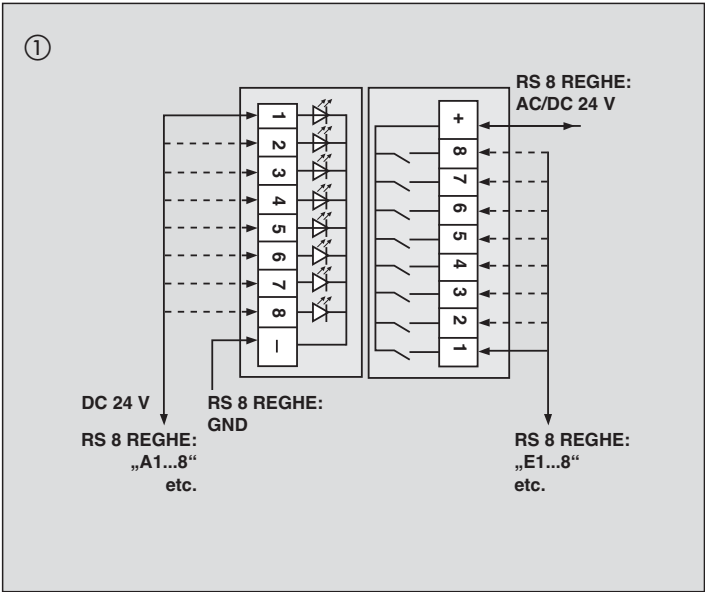 ①
RS 8 REGHE:
AC/DC 24 V
1
2
3
4
5
6
7
8
–
+
8
7
6
5
4
3
2
1
DC 24 V
RS 8 REGHE:
„A1...8“
etc.
RS 8 REGHE:
GND
RS 8 REGHE:
„E1...8“
etc.